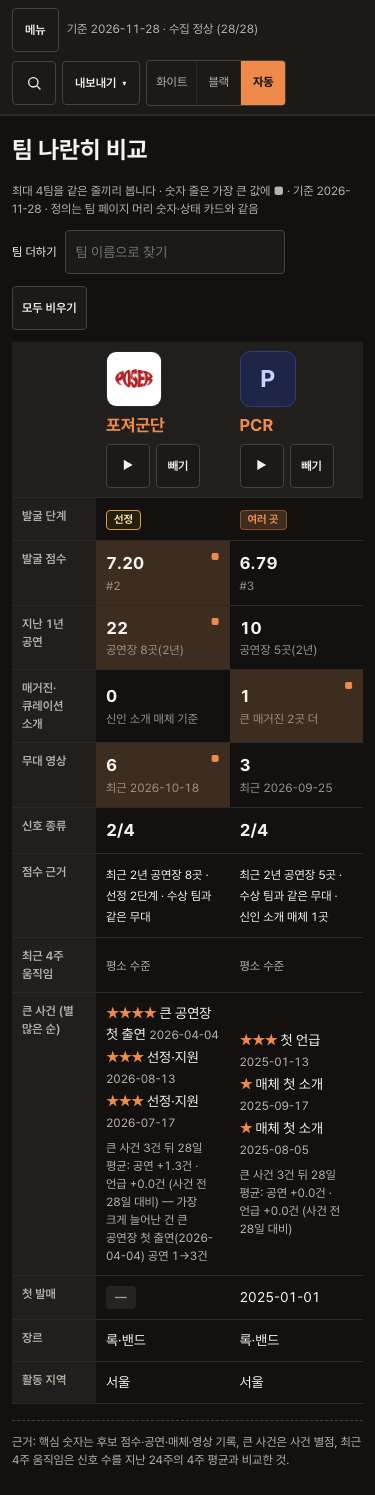 메뉴
기준 2026-11-28 · 수집 정상 (28/28)
내보내기 ▾
화이트 블랙 자동
팀 나란히 비교
최대 4팀을 같은 줄끼리 봅니다 · 숫자 줄은 가장 큰 값에 ■ · 기준 2026-
11-28 · 정의는 팀 페이지 머리 숫자·상태 카드와 같음
팀 더하기 팀 이름으로 찾기
모두 비우기
POSER P
포져군단 PCR
▶ 빼기 ▶ 빼기
발굴 단계 선정 여러 곳
발굴 점수 7.20 6.79
#2 #3
지난 1년 22 10
공연 공연장 8곳(2년) 공연장 5곳(2년)
매거진· 0 1
큐레이션 신인 소개 매체 기준 큰 매거진 2곳 더
소개
무대 영상 6 3
최근 2026-10-18 최근 2026-09-25
신호 종류 2/4 2/4
점수 근거 최근 2년 공연장 8곳 · 최근 2년 공연장 5곳 ·
선정 2단계 · 수상 팀과 수상 팀과 같은 무대 ·
같은 무대 신인 소개 매체 1곳
최근 4주 평소 수준 평소 수준
움직임
큰 사건 (별
많은 순)
★★★★ 큰 공연장
첫 출연 2026-04-04
★★★ 선정·지원
2026-08-13
★★★ 선정·지원
2026-07-17
큰 사건 3건 뒤 28일
평균: 공연 +1.3건 ·
언급 +0.0건 (사건 전
28일 대비) — 가장
크게 늘어난 건 큰
공연장 첫 출연(2026-
04-04) 공연 1→3건
★★★ 첫 언급
2025-01-13
★ 매체 첫 소개
2025-09-17
★ 매체 첫 소개
2025-08-05
큰 사건 3건 뒤 28일
평균: 공연 +0.0건 ·
언급 +0.0건 (사건 전
28일 대비)
첫 발매 — 2025-01-01
장르 록·밴드 록·밴드
활동 지역 서울 서울
근거: 핵심 숫자는 후보 점수·공연·매체·영상 기록, 큰 사건은 사건 별점, 최근
4주 움직임은 신호 수를 지난 24주의 4주 평균과 비교한 것.